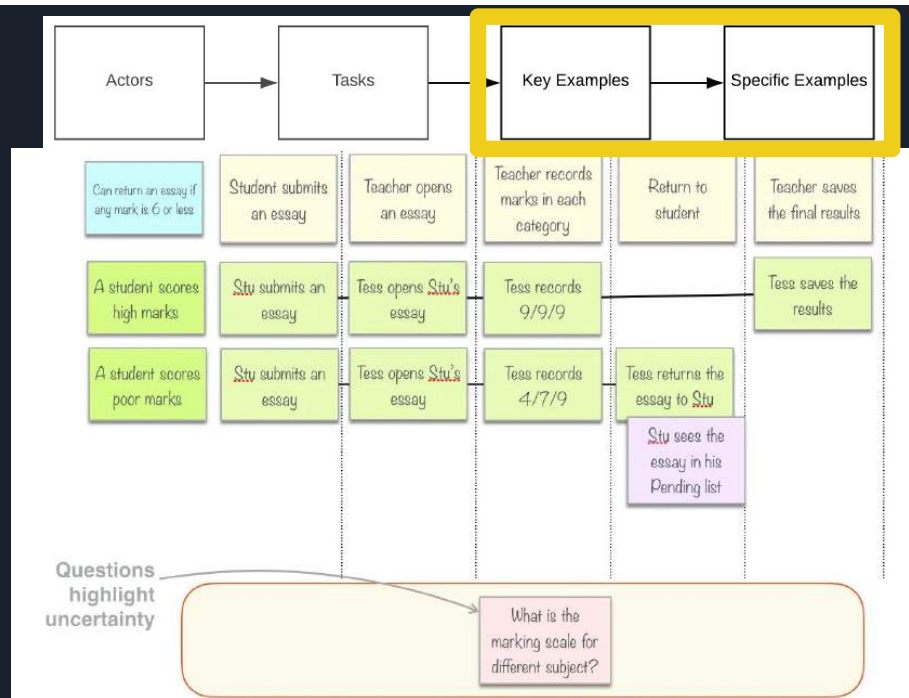 Actors
Tasks
Key Examples
Specific Examples
Can return an essay if
any mark is 6 or less
Student submits
an essay
Teacher opens
an essay
Teacher records
marks in each
category
Return to
student
Teacher saves
the final results
A student scores
high marks
Stu submits an
essay
Tess opens Stu's
essay
Tess records
9/9/9
Tess saves the
results
A student scores
poor marks
Stu submits an
essay
Tess opens Stu's
essay
Tess records
4/7/9
Tess returns the
essay to Stu
Stu sees the
essay in his
Pending list
Questions
highlight
uncertainty
What is the
marking scale for
different subject?